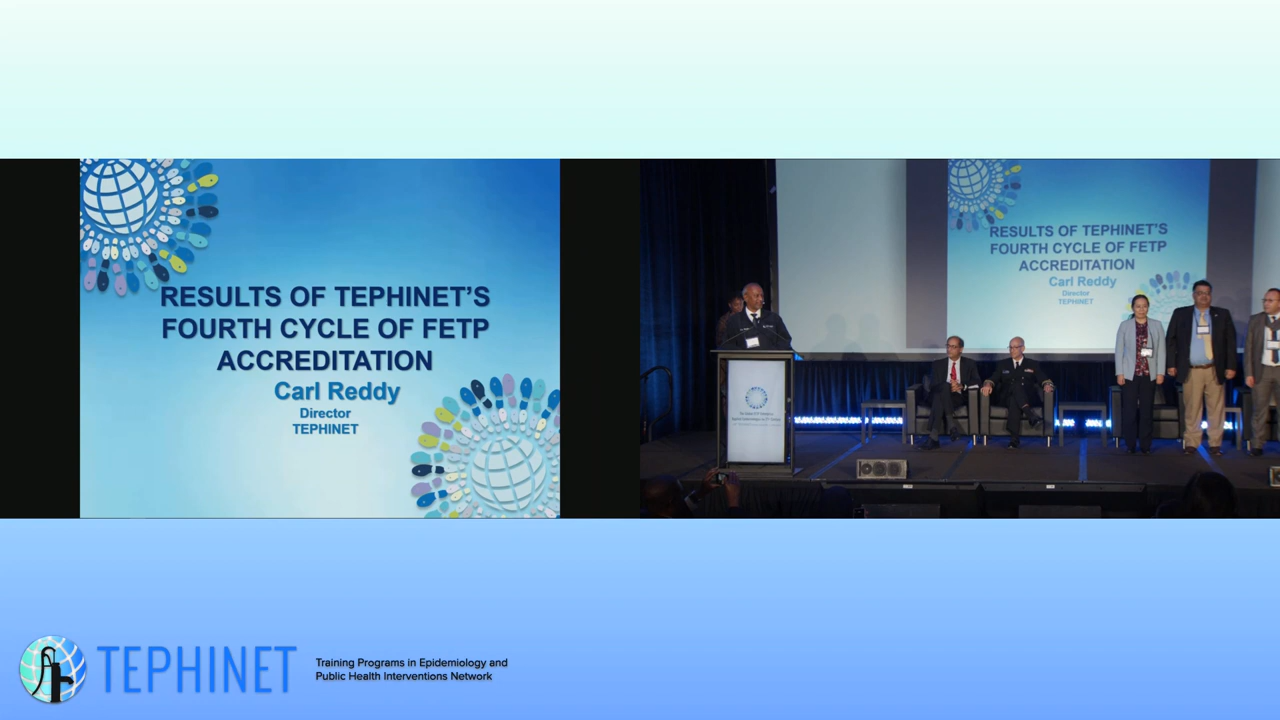 RESULTS OF TEPHINET'S
FOURTH CYCLE OF FETP
ACCREDITATION
Carl Reddy
Director
TEPHINET
RESULTS OF TEPHINET'S
FOURTH CYCLE OF FETP
ACCREDITATION
Carl Reddy
Director
TEPHINET
TEPHINET
Training Programs in Epidemiology and
Public Health Interventions Network